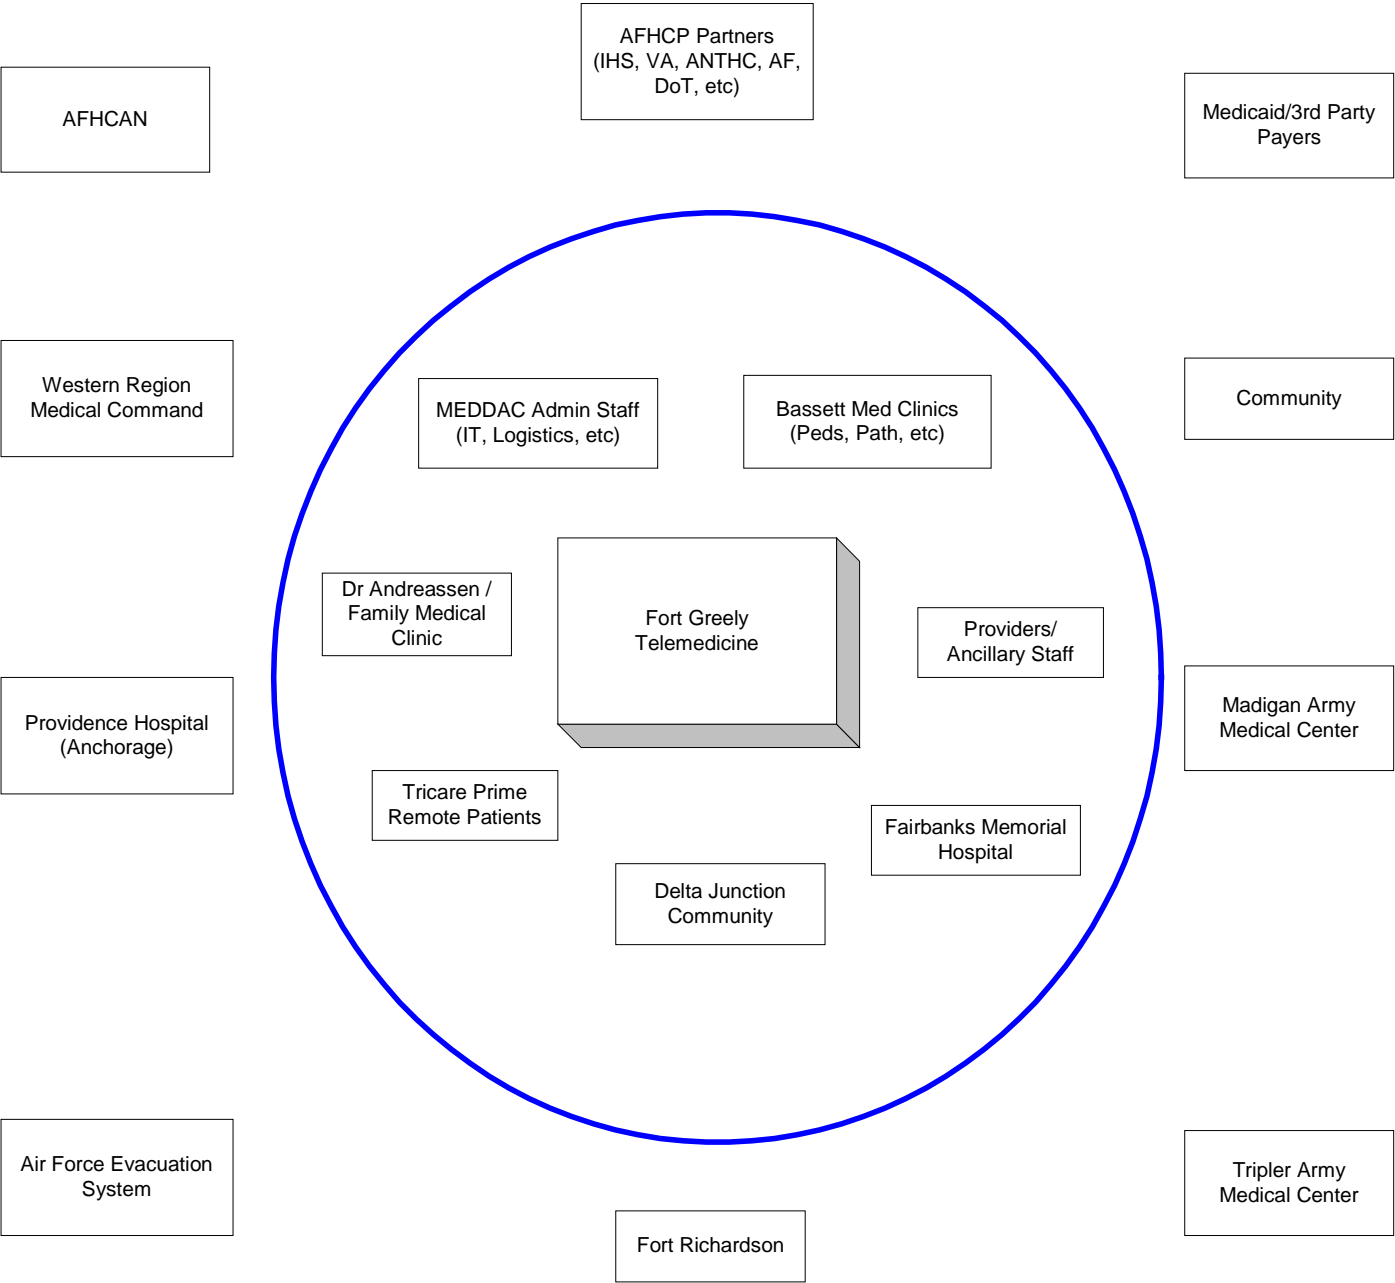 AFHCP Partners
(IHS, VA, ANTHC, AF,
DoT, etc)
AFHCAN
Medicaid/3rd Party
Payers
Western Region
Medical Command
MEDDAC Admin Staff
(IT, Logistics, etc)
Bassett Med Clinics
(Peds, Path, etc)
Community
Dr Andreassen /
Family Medical
Clinic
Fort Greely
Telemedicine
Providers/
Ancillary Staff
Providence Hospital
(Anchorage)
Madigan Army
Medical Center
Tricare Prime
Remote Patients
Fairbanks Memorial
Hospital
Delta Junction
Community
Air Force Evacuation
System
Tripler Army
Medical Center
Fort Richardson